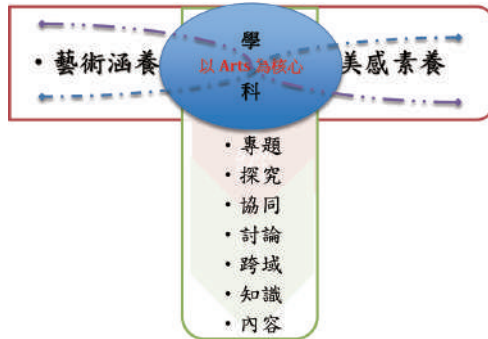 學
・藝術涵養 以 Arts 為核心 美感素養
科
・專題
・探究
・協同
・討論
・跨域
・知識
・內容